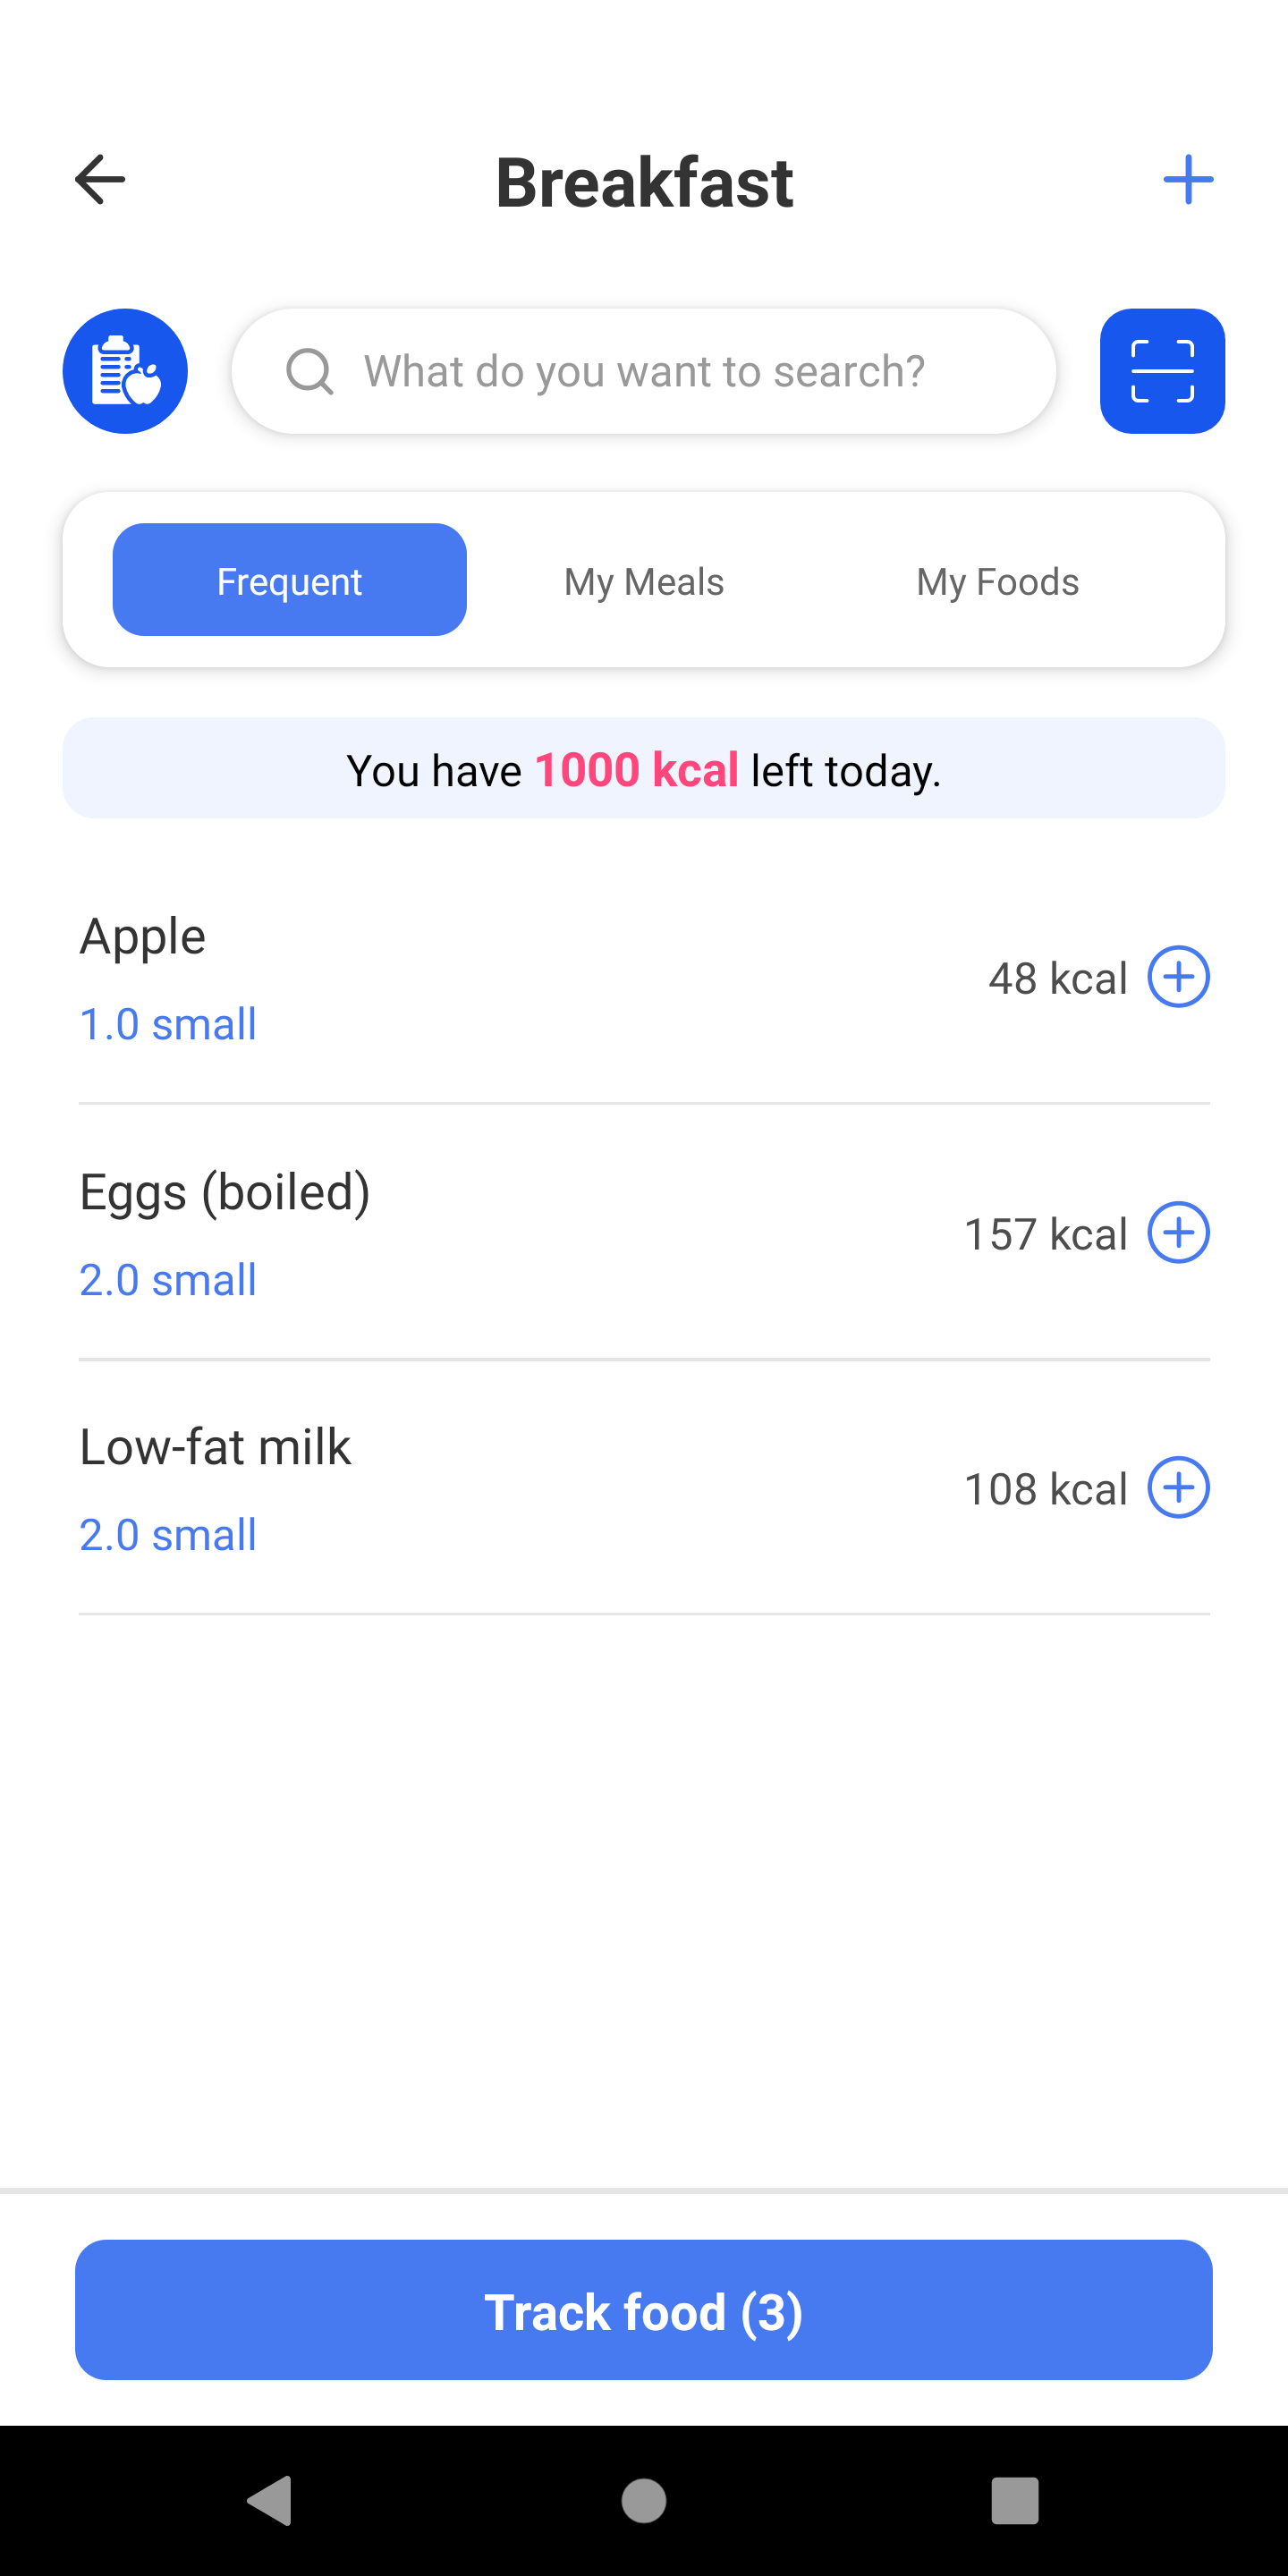 Breakfast
What do you want to search?
Frequent
My Meals
My Foods
You have 1000 kcal left today.
Apple
1.0 small
48 kcal
Eggs (boiled)
2.0 small
157 kcal
Low-fat milk
2.0 small
108 kcal
Track food (3)